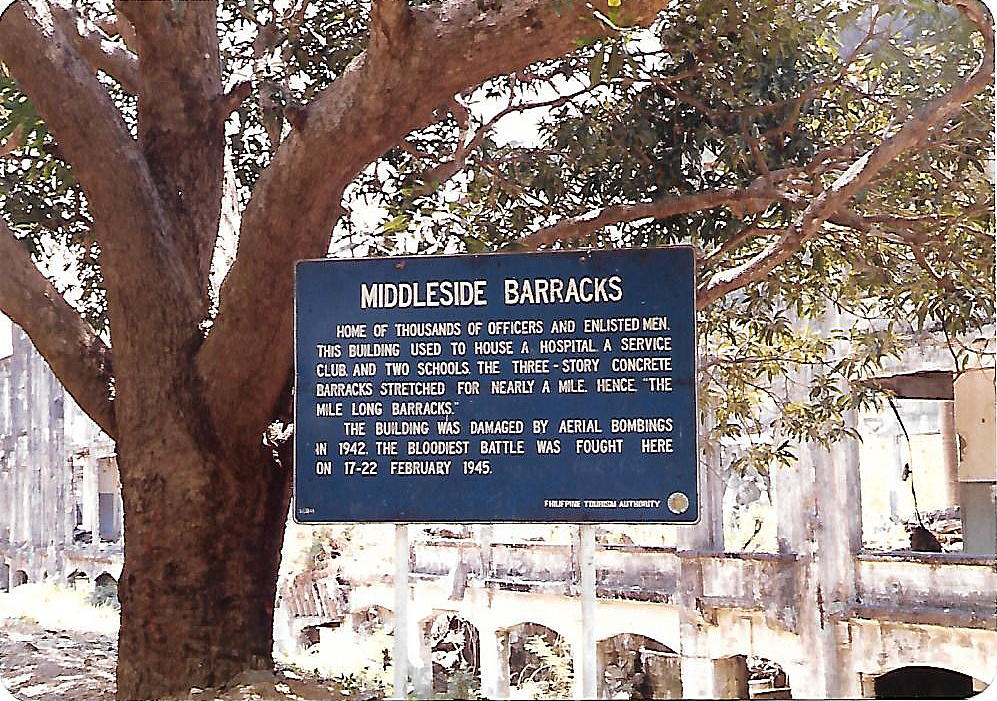 MIDDLESIDE BARRACKS
HOME OF THOUSANDS OF OFFICERS AND ENLISTED MEN.
THIS BUILDING USED TO HOUSE A HOSPITAL, A SERVICE
CLUB, AND TWO SCHOOLS. THE THREE-STORY CONCRETE
BARRACKS STRETCHED FOR NEARLY A MILE, HENCE, "THE
MILE LONG BARRACKS."
THE BUILDING WAS DAMAGED BY AERIAL BOMBINGS
IN 1942. THE BLOODIEST BATTLE WAS FOUGHT HERE
ON 17-22 FEBRUARY 1945.
PHILIPPINE TOURISM AUTHORITY